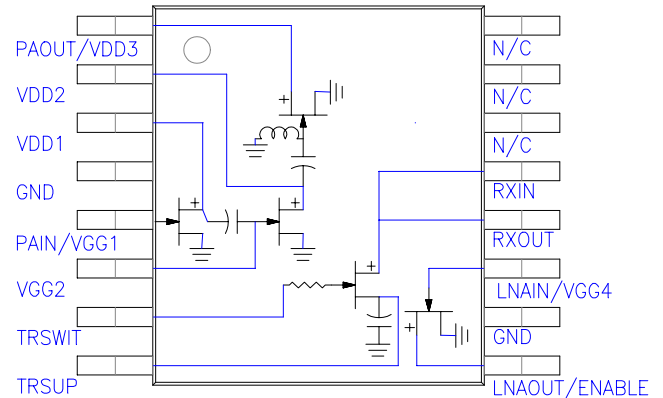 PAOUT/VDD3
VDD2
VDD1
GND
PAIN/VGG1
VGG2
TRSWIT
TRSUP
N/C
N/C
N/C
RXIN
RXOUT
LNAIN/VGG4
GND
LNAOUT/ENABLE